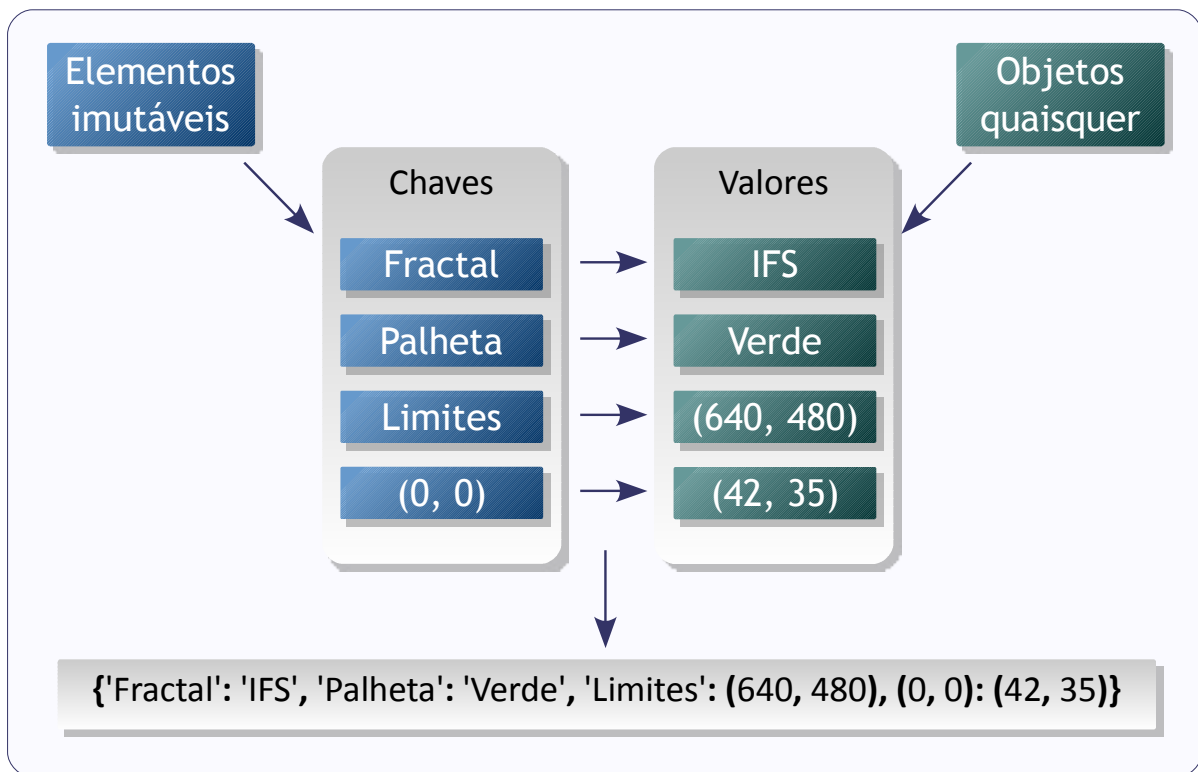 Elementos
imutáveis
Objetos
quaisquer
Chaves
Valores
Fractal
IFS
Palheta
Verde
Limites
(640, 480)
(0, 0)
(42, 35)
{'Fractal': 'IFS', 'Palheta': 'Verde', 'Limites': (640, 480), (0, 0): (42, 35)}